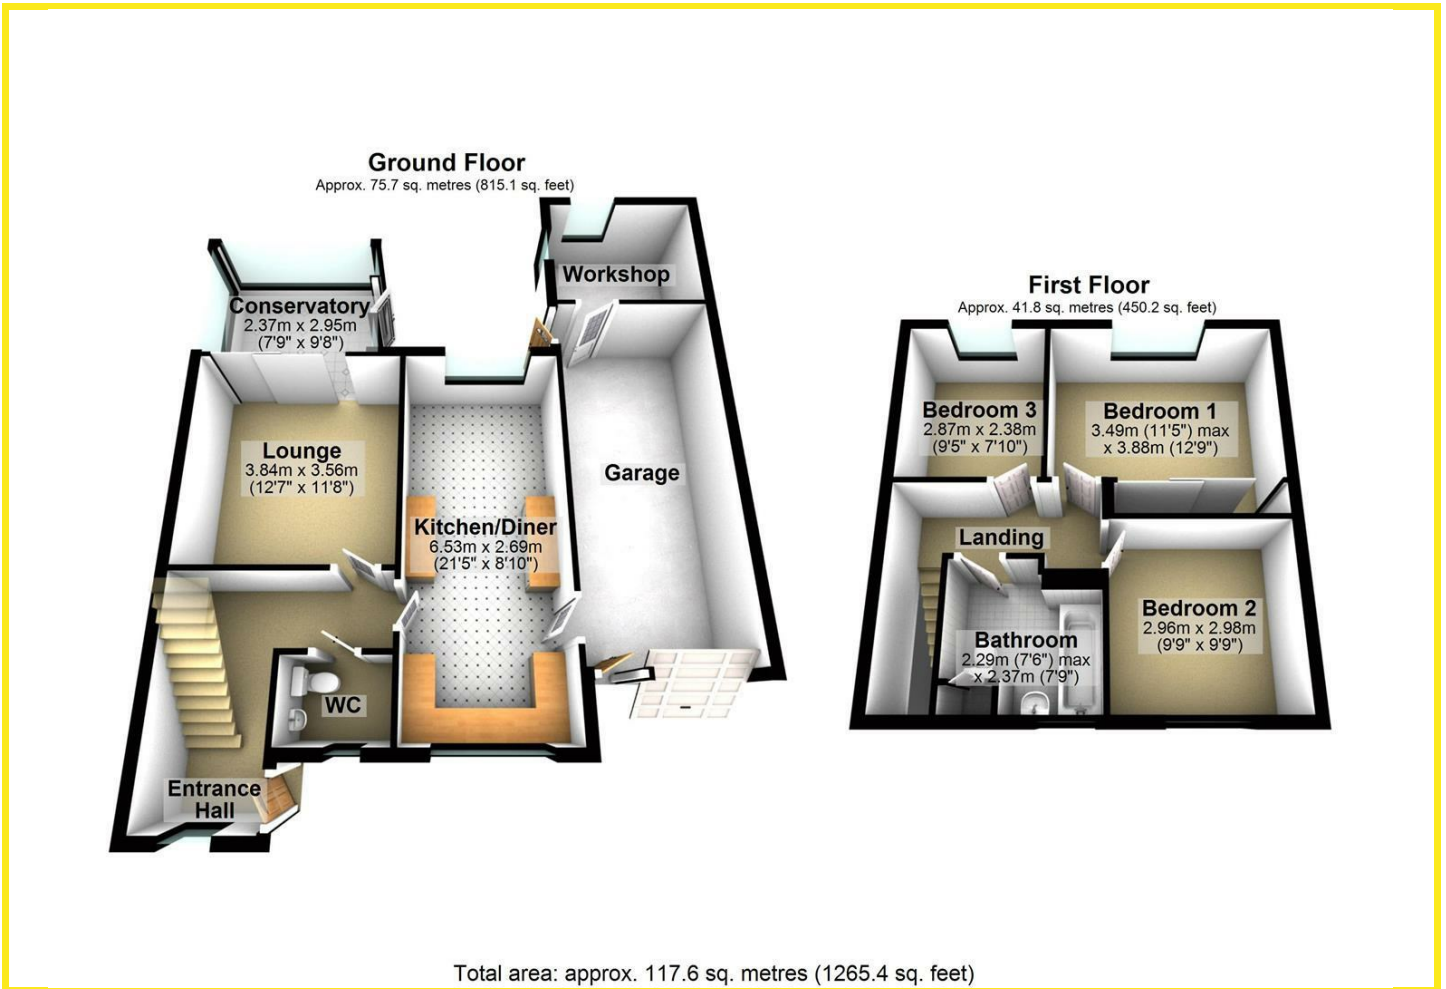 Ground Floor
Approx. 75.7 sq. metres (815.1 sq. feet)
Workshop
Conservatory
2.37m x 2.95m
(7'9" x 9'8")
Lounge
3.84m x 3.56m
(12'7" x 11'8")
Garage
Kitchen/Diner
6.53m x 2.69m
(21'5" x 8'10")
WC
Entrance
Hall
First Floor
Approx. 41.8 sq. metres (450.2 sq. feet)
Bedroom 3
2.87m x 2.38m
(9'5" x 7'10")
Bedroom 1
3.49m (11'5") max
x 3.88m (12'9")
Landing
Bedroom 2
2.96m x 2.98m
(9'9" x 9'9")
Bathroom
2.29m (7'6") max
x 2.37m (7'9")
Total area: approx. 117.6 sq. metres (1265.4 sq. feet)